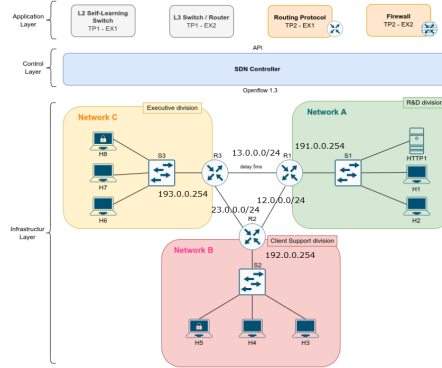 Application
Layer
L2 Self-Learning
Switch
TP1 - EX1
L3 Switch / Router
TP1 - EX2
Routing Protocol
TP2 - EX1
Firewall
TP2 - EX2
API
Control
Layer
SDN Controller
Openflow 1.3
Infrastructur
Layer
Executive division
Network C
H8
H7
H6
S3
193.0.0.254
R3
13.0.0.0/24
delay 5ms
R1
23.0.0.0/24
12.0.0.0/24
R2
R&D division
Network A
191.0.0.254
S1
HTTP1
H1
H2
Client Support division
Network B
192.0.0.254
S2
H5
H4
H3